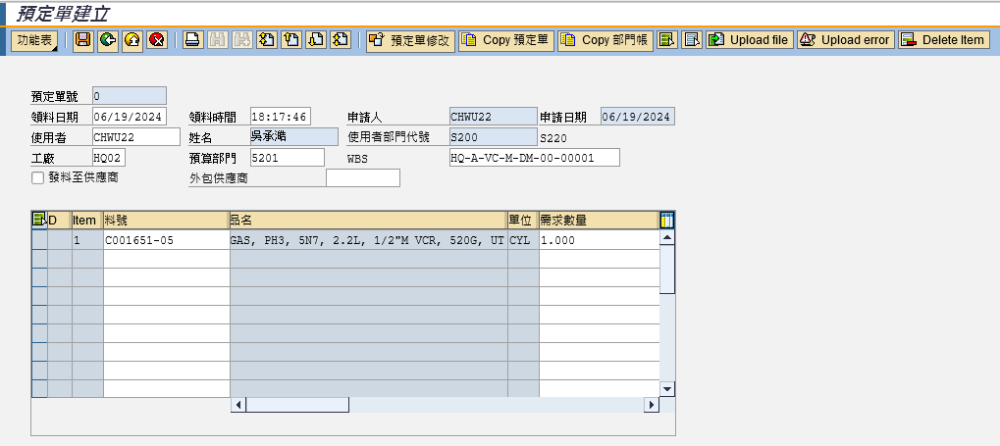 預定單建立
功能表 預定單修改 Copy 預定單 Copy 部門帳 Upload file Upload error Delete Item
預定單號 0
領料日期 06/19/2024 領料時間 18:17:46 申請人 CHWU22 申請日期 06/19/2024
使用者 CHWU22 姓名 吳承澔 使用者部門代號 S200 S220
工廠 HQ02 預算部門 5201 WBS HQ-A-VC-M-DM-00-00001
發料至供應商 外包供應商
D Item 料號 品名 單位 需求數量
1 C001651-05 GAS, PH3, 5N7, 2.2L, 1/2"M VCR, 520G, UT CYL 1.000